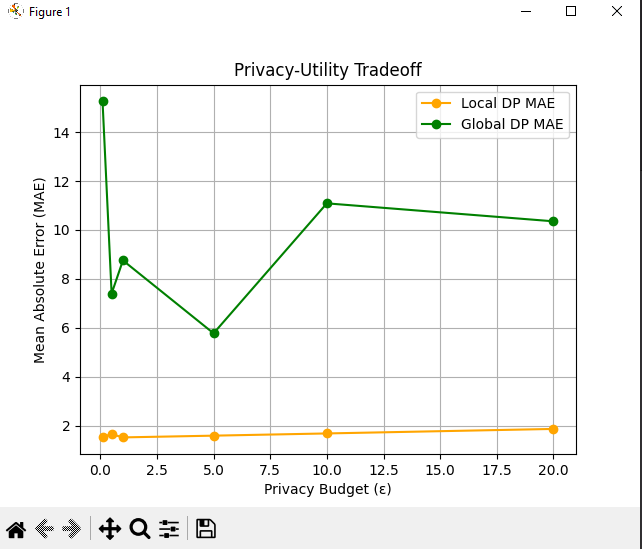 Figure 1
Privacy-Utility Tradeoff
Local DP MAE
Global DP MAE
Mean Absolute Error (MAE)
14
12
10
8
6
4
2
0.0 2.5 5.0 7.5 10.0 12.5 15.0 17.5 20.0
Privacy Budget (ε)